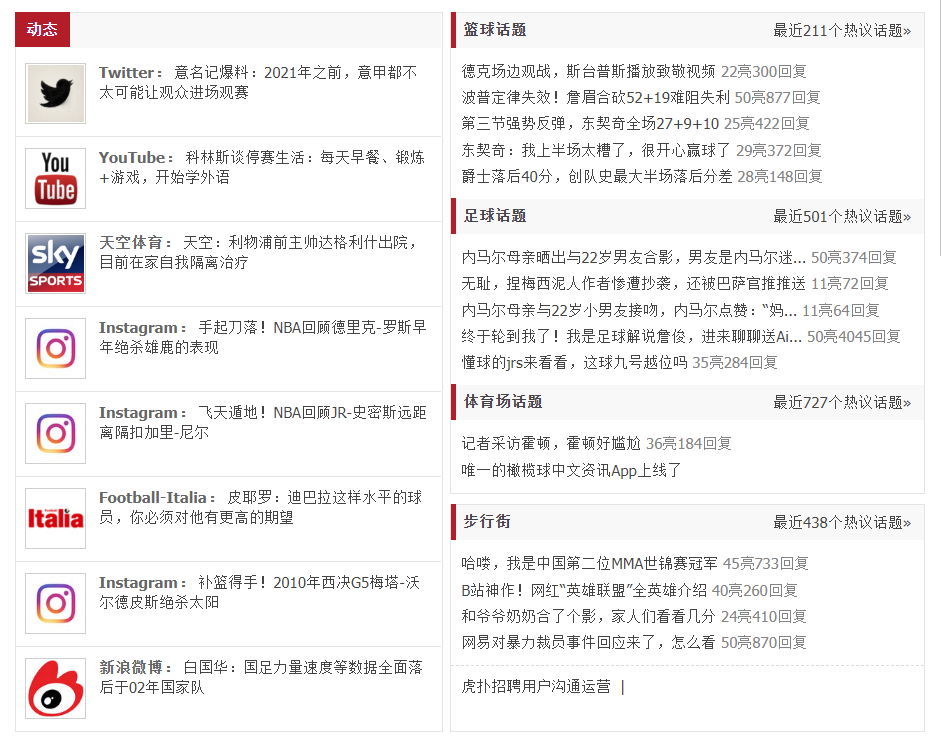 动态
Twitter： 意名记爆料：2021年之前，意甲都不
太可能让观众进场观赛
You
Tube
YouTube： 科林斯谈停赛生活：每天早餐、锻炼
+游戏，开始学外语
sky
SPORTS
天空体育： 天空：利物浦前主帅达格利什出院，
目前在家自我隔离治疗
Instagram： 手起刀落！NBA回顾德里克-罗斯早
年绝杀雄鹿的表现
Instagram： 飞天遁地！NBA回顾JR-史密斯远距
离隔扣加里-尼尔
Italia
Football-Italia： 皮耶罗：迪巴拉这样水平的球
员，你必须对他有更高的期望
Instagram： 补篮得手！2010年西决G5梅塔-沃
尔德皮斯绝杀太阳
新浪微博： 白国华：国足力量速度等数据全面落
后于02年国家队
篮球话题 最近211个热议话题»
德克场边观战，斯台普斯播放致敬视频 22亮300回复
波普定律失效！詹眉合砍52+19难阻失利 50亮877回复
第三节强势反弹，东契奇全场27+9+10 25亮422回复
东契奇：我上半场太糟了，很开心赢球了 29亮372回复
爵士落后40分，创队史最大半场落后分差 28亮148回复
足球话题 最近501个热议话题»
内马尔母亲晒出与22岁男友合影，男友是内马尔迷... 50亮374回复
无耻，捏梅西泥人作者惨遭抄袭，还被巴萨官推推送 11亮72回复
内马尔母亲与22岁小男友接吻，内马尔点赞：“妈... 11亮64回复
终于轮到我了！我是足球解说詹俊，进来聊聊送Ai... 50亮4045回复
懂球的jrs来看看，这球九号越位吗 35亮284回复
体育场话题 最近727个热议话题»
记者采访霍顿，霍顿好尴尬 36亮184回复
唯一的橄榄球中文资讯App上线了
步行街 最近438个热议话题»
哈喽，我是中国第二位MMA世锦赛冠军 45亮733回复
B站神作！网红“英雄联盟”全英雄介绍 40亮260回复
和爷爷奶奶合了个影，家人们看看几分 24亮410回复
网易对暴力裁员事件回应来了，怎么看 50亮870回复
虎扑招聘用户沟通运营 |